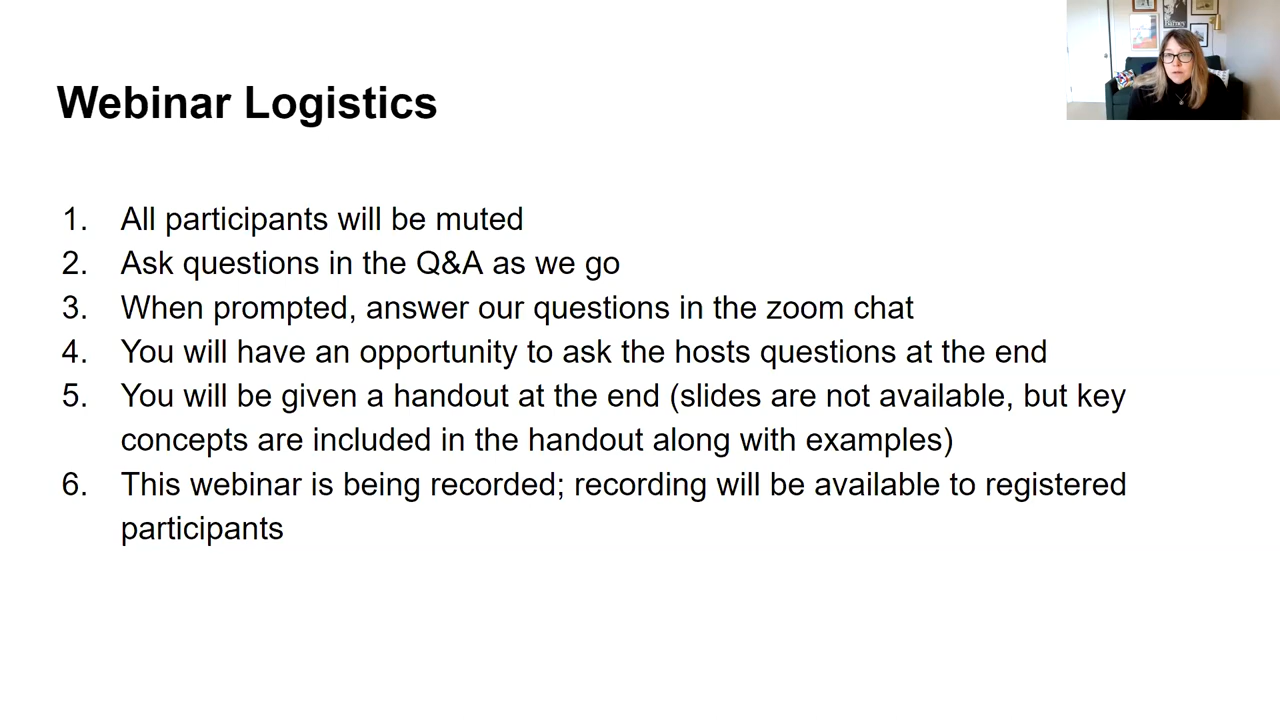 Webinar Logistics
1. All participants will be muted
2. Ask questions in the Q&A as we go
3. When prompted, answer our questions in the zoom chat
4. You will have an opportunity to ask the hosts questions at the end
5. You will be given a handout at the end (slides are not available, but key
concepts are included in the handout along with examples)
6. This webinar is being recorded; recording will be available to registered
participants
Barney